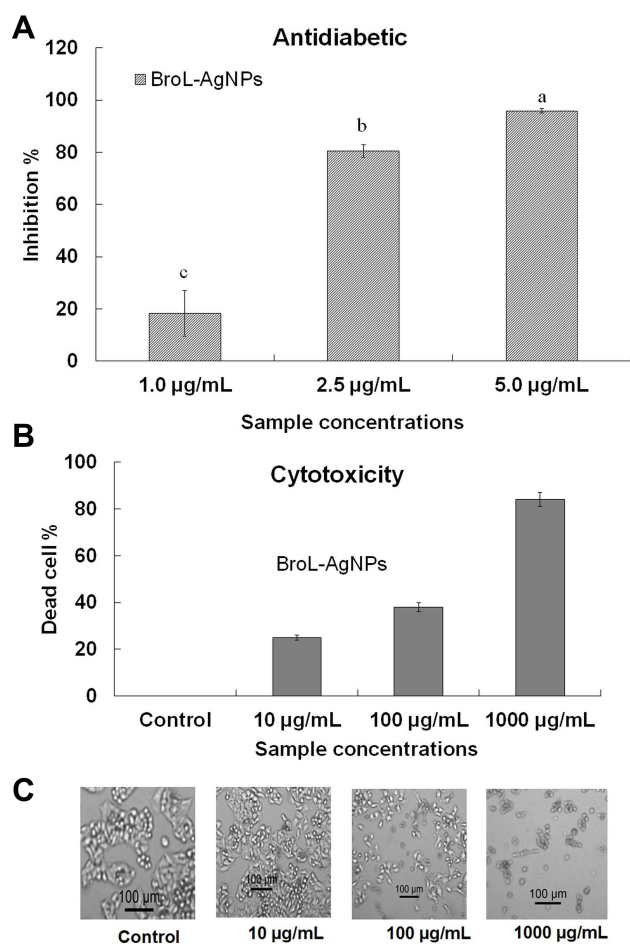 A
Antidiabetic
120
100
80
60
40
20
0
Inhibition %
BroL-AgNPs
c
b
a
1.0 µg/mL
2.5 µg/mL
5.0 µg/mL
Sample concentrations
B
Cytotoxicity
100
80
60
40
20
0
Dead cell %
BroL-AgNPs
Control
10 µg/mL
100 µg/mL
1000 µg/mL
Sample concentrations
C
100 µm
100 µm
100 µm
100 µm
Control
10 µg/mL
100 µg/mL
1000 µg/mL